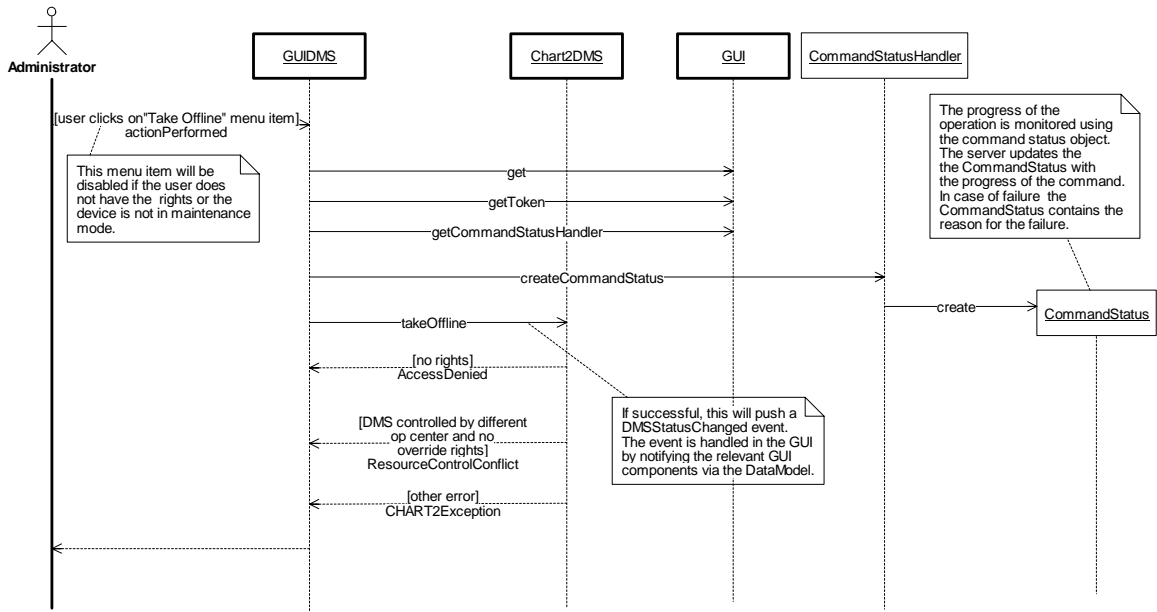 Administrator
GUIDMS
Chart2DMS
GUI
CommandStatusHandler
[user clicks on"Take Offline" menu item]
actionPerformed
This menu item will be
disabled if the user does
not have the  rights or the
device is not in maintenance
mode.
The progress of the
operation is monitored using
the command status object.
The server updates the
the CommandStatus with
the progress of the command.
In case of failure  the
CommandStatus contains the
reason for the failure.
get
getToken
getCommandStatusHandler
createCommandStatus
create
CommandStatus
takeOffline
[no rights]
AccessDenied
If successful, this will push a
DMSStatusChanged event.
The event is handled in the GUI
by notifying the relevant GUI
components via the DataModel.
[DMS controlled by different
op center and no
override rights]
ResourceControlConflict
[other error]
CHART2Exception